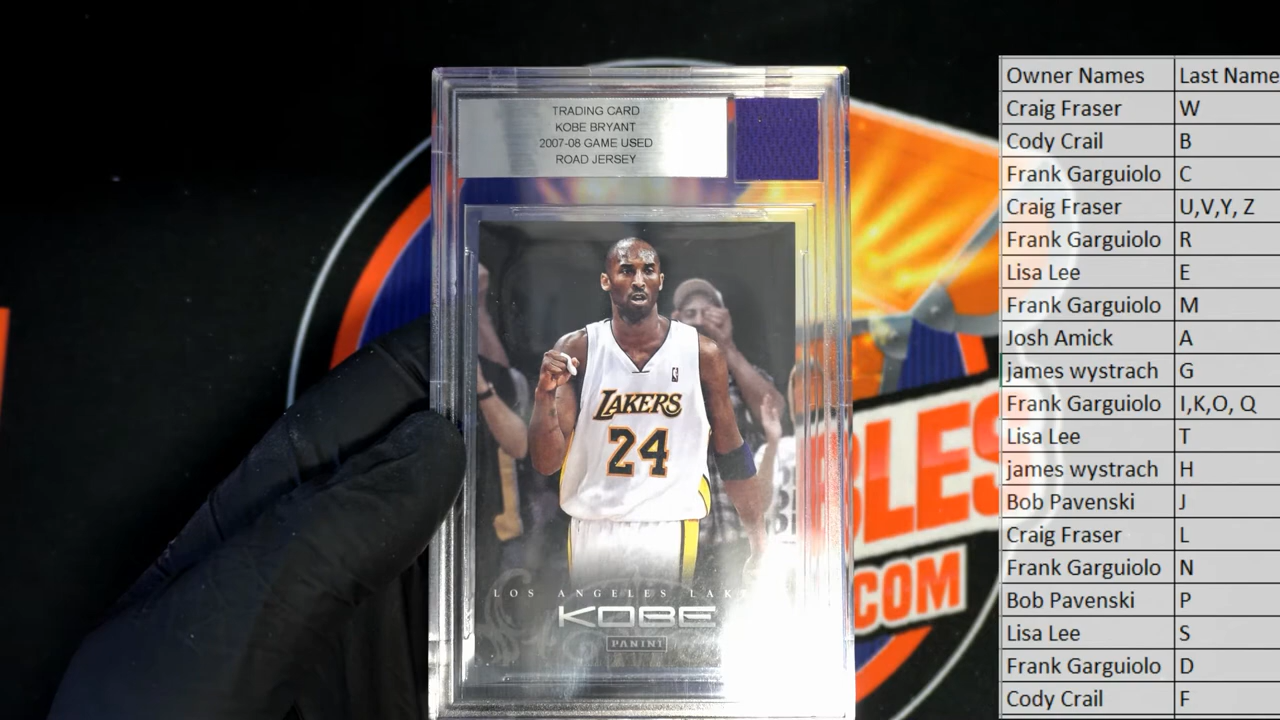 TRADING CARD
KOBE BRYANT
2007-08 GAME USED
ROAD JERSEY
LAKERS
24
LOS ANGELES LAK
KOBE
PANINI
BLES
.COM
Owner Names Last Name
Craig Fraser W
Cody Crail B
Frank Garguiolo C
Craig Fraser U,V,Y, Z
Frank Garguiolo R
Lisa Lee E
Frank Garguiolo M
Josh Amick A
james wystrach G
Frank Garguiolo I,K,O, Q
Lisa Lee T
james wystrach H
Bob Pavenski J
Craig Fraser L
Frank Garguiolo N
Bob Pavenski P
Lisa Lee S
Frank Garguiolo D
Cody Crail F